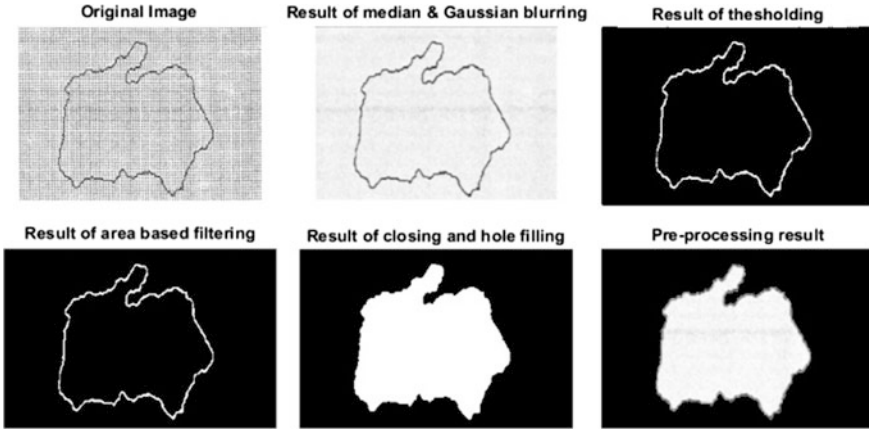 Original Image
Result of median & Gaussian blurring
Result of thesholding
Result of area based filtering
Result of closing and hole filling
Pre-processing result